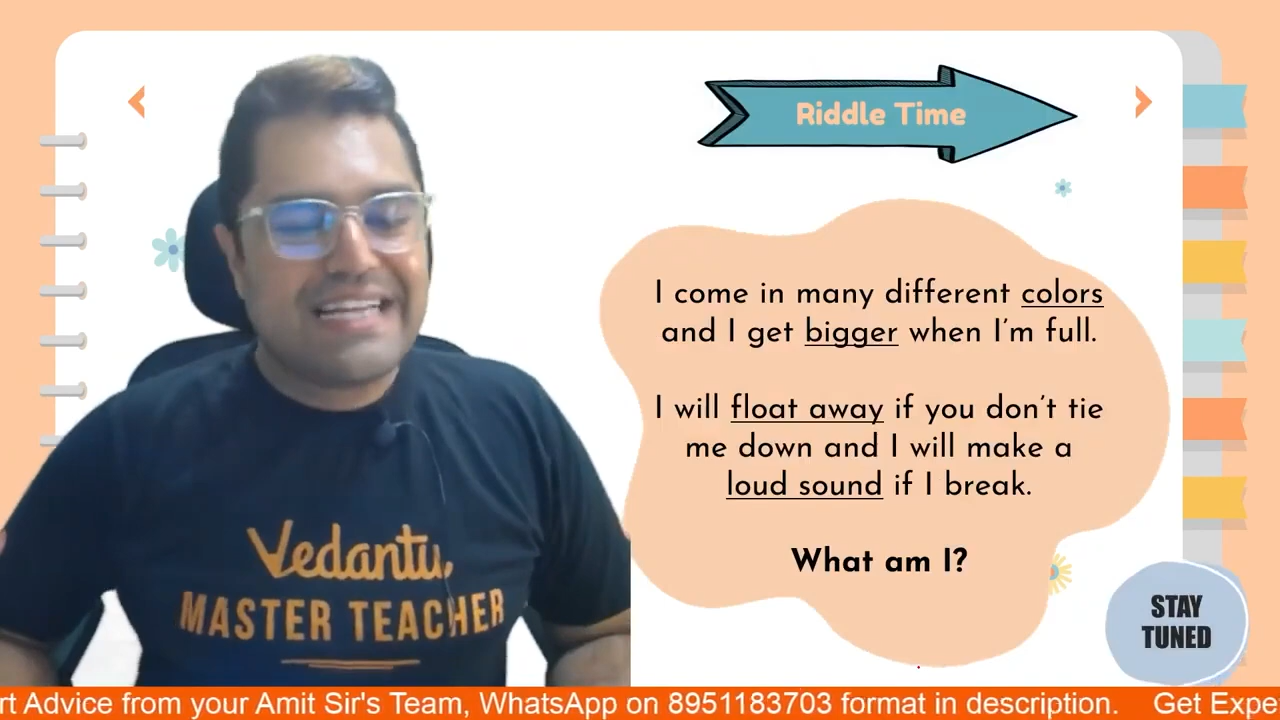 Riddle Time
I come in many different colors
and I get bigger when I'm full.
I will float away if you don't tie
me down and I will make a
loud sound if I break.
What am I?
Vedantu
MASTER TEACHER
STAY
TUNED
rt Advice from your Amit Sir's Team, WhatsApp on 8951183703 format in description. Get Expe